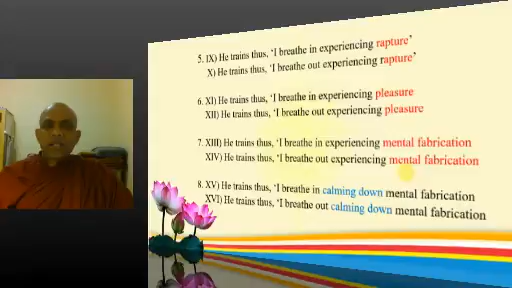 5. IX) He trains thus, 'I breathe in experiencing rapture'
X) He trains thus, 'I breathe out experiencing rapture'
6. XI) He trains thus, 'I breathe in experiencing pleasure
XII) He trains thus, 'I breathe out experiencing pleasure
7. XIII) He trains thus, 'I breathe in experiencing mental fabrication
XIV) He trains thus, 'I breathe out experiencing mental fabrication
8. XV) He trains thus, 'I breathe in calming down mental fabrication
XVI) He trains thus, 'I breathe out calming down mental fabrication